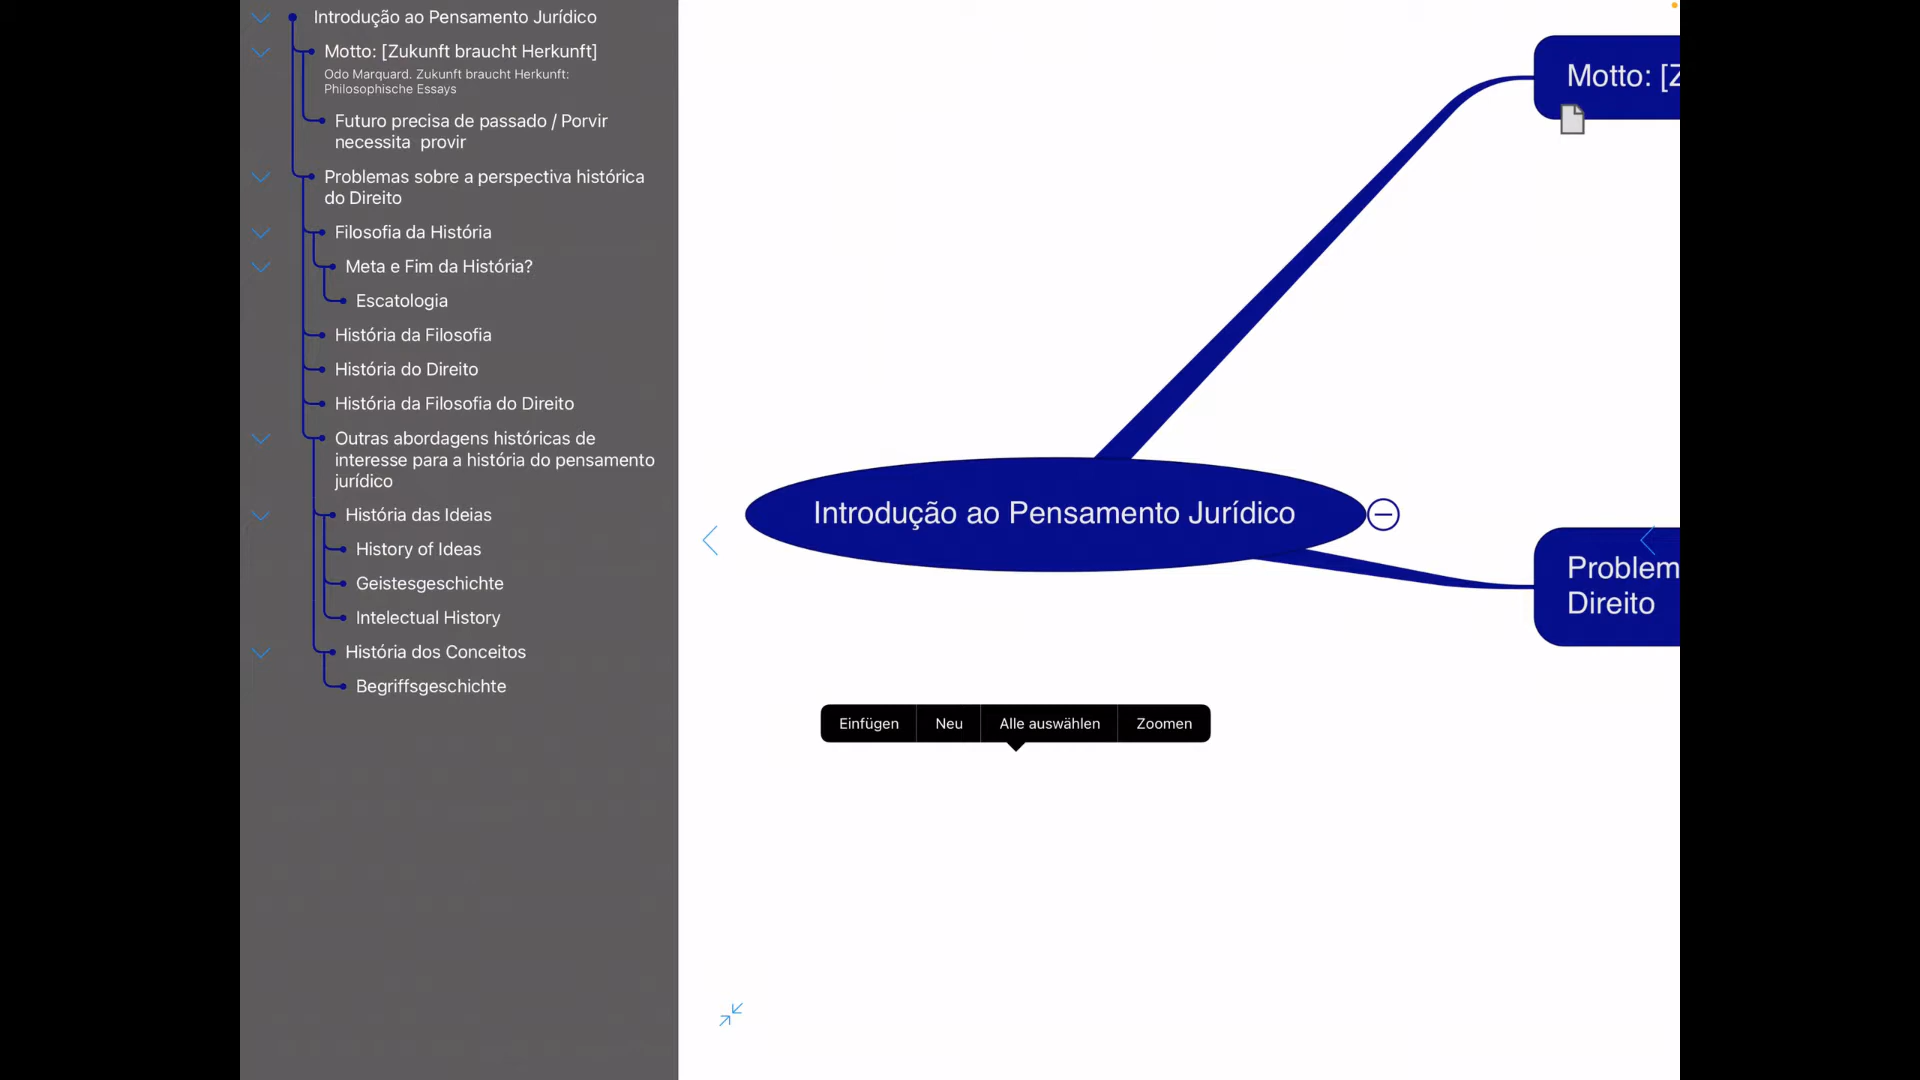 Introdução ao Pensamento Jurídico
Motto: [Zukunft braucht Herkunft]
Odo Marquard. Zukunft braucht Herkunft:
Philosophische Essays
Futuro precisa de passado / Porvir
necessita  provir
Problemas sobre a perspectiva histórica
do Direito
Filosofia da História
Meta e Fim da História?
Escatologia
História da Filosofia
História do Direito
História da Filosofia do Direito
Outras abordagens históricas de
interesse para a história do pensamento
jurídico
História das Ideias
History of Ideas
Geistesgeschichte
Intelectual History
História dos Conceitos
Begriffsgeschichte
Motto: [Z
Introdução ao Pensamento Jurídico
Problem
Direito
Einfügen
Neu
Alle auswählen
Zoomen